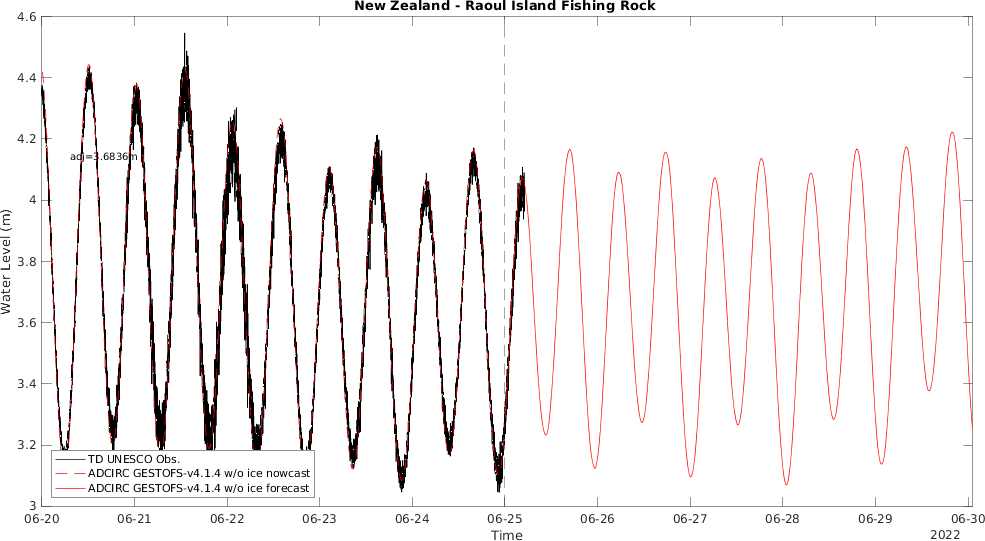 New Zealand - Raoul Island Fishing Rock
4.6
4.4
4.2
4
3.8
3.6
3.4
3.2
3
Water Level (m)
adj=3.6836m
TD UNESCO Obs.
ADCIRC GESTOFS-v4.1.4 w/o ice nowcast
ADCIRC GESTOFS-v4.1.4 w/o ice forecast
06-20 06-21 06-22 06-23 06-24 06-25 06-26 06-27 06-28 06-29 06-30
Time
2022